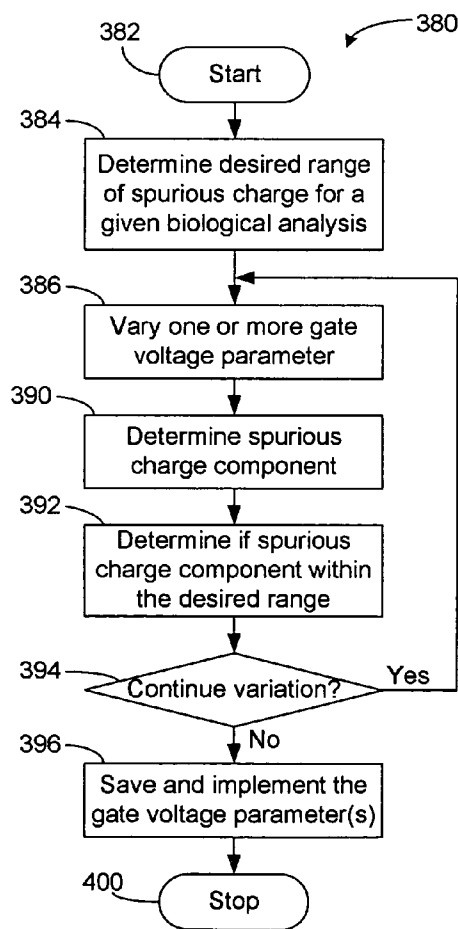 380
382
Start
384
Determine desired range
of spurious charge for a
given biological analysis
386
Vary one or more gate
voltage parameter
390
Determine spurious
charge component
392
Determine if spurious
charge component within
the desired range
394
Continue variation?
Yes
No
396
Save and implement the
gate voltage parameter(s)
400
Stop